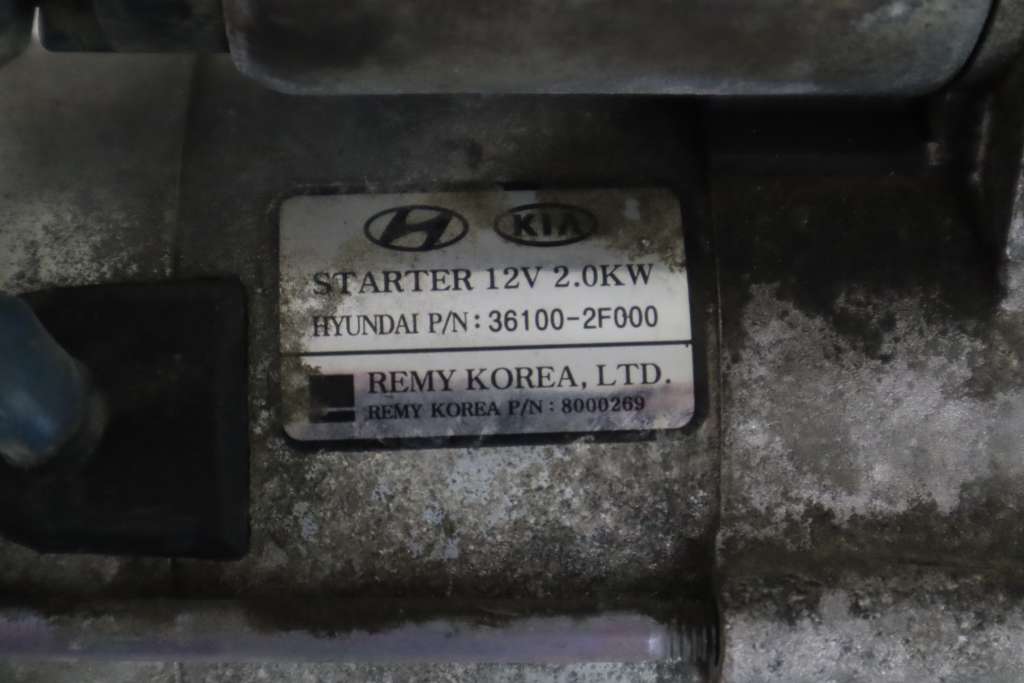 KIA
STARTER 12V 2.0KW
HYUNDAI P/N: 36100-2F000
REMY KOREA, LTD.
REMY KOREA P/N: 8000269